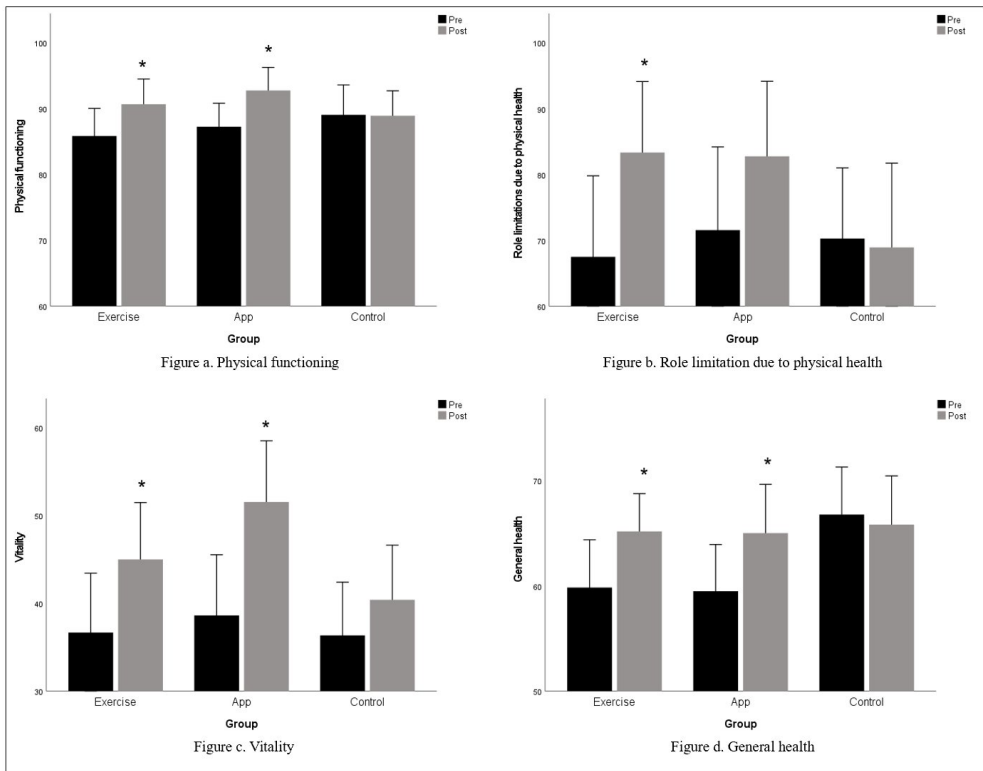 Pre
Post
100
90
80
70
60
Physical functioning
*
*
Exercise
App
Control
Group
Figure a. Physical functioning
Pre
Post
100
90
80
70
60
Role limitations due to physical health
*
Exercise
App
Control
Group
Figure b. Role limitation due to physical health
Pre
Post
60
50
40
30
Vitality
*
*
Exercise
App
Control
Group
Figure c. Vitality
Pre
Post
70
60
50
General health
*
*
Exercise
App
Control
Group
Figure d. General health